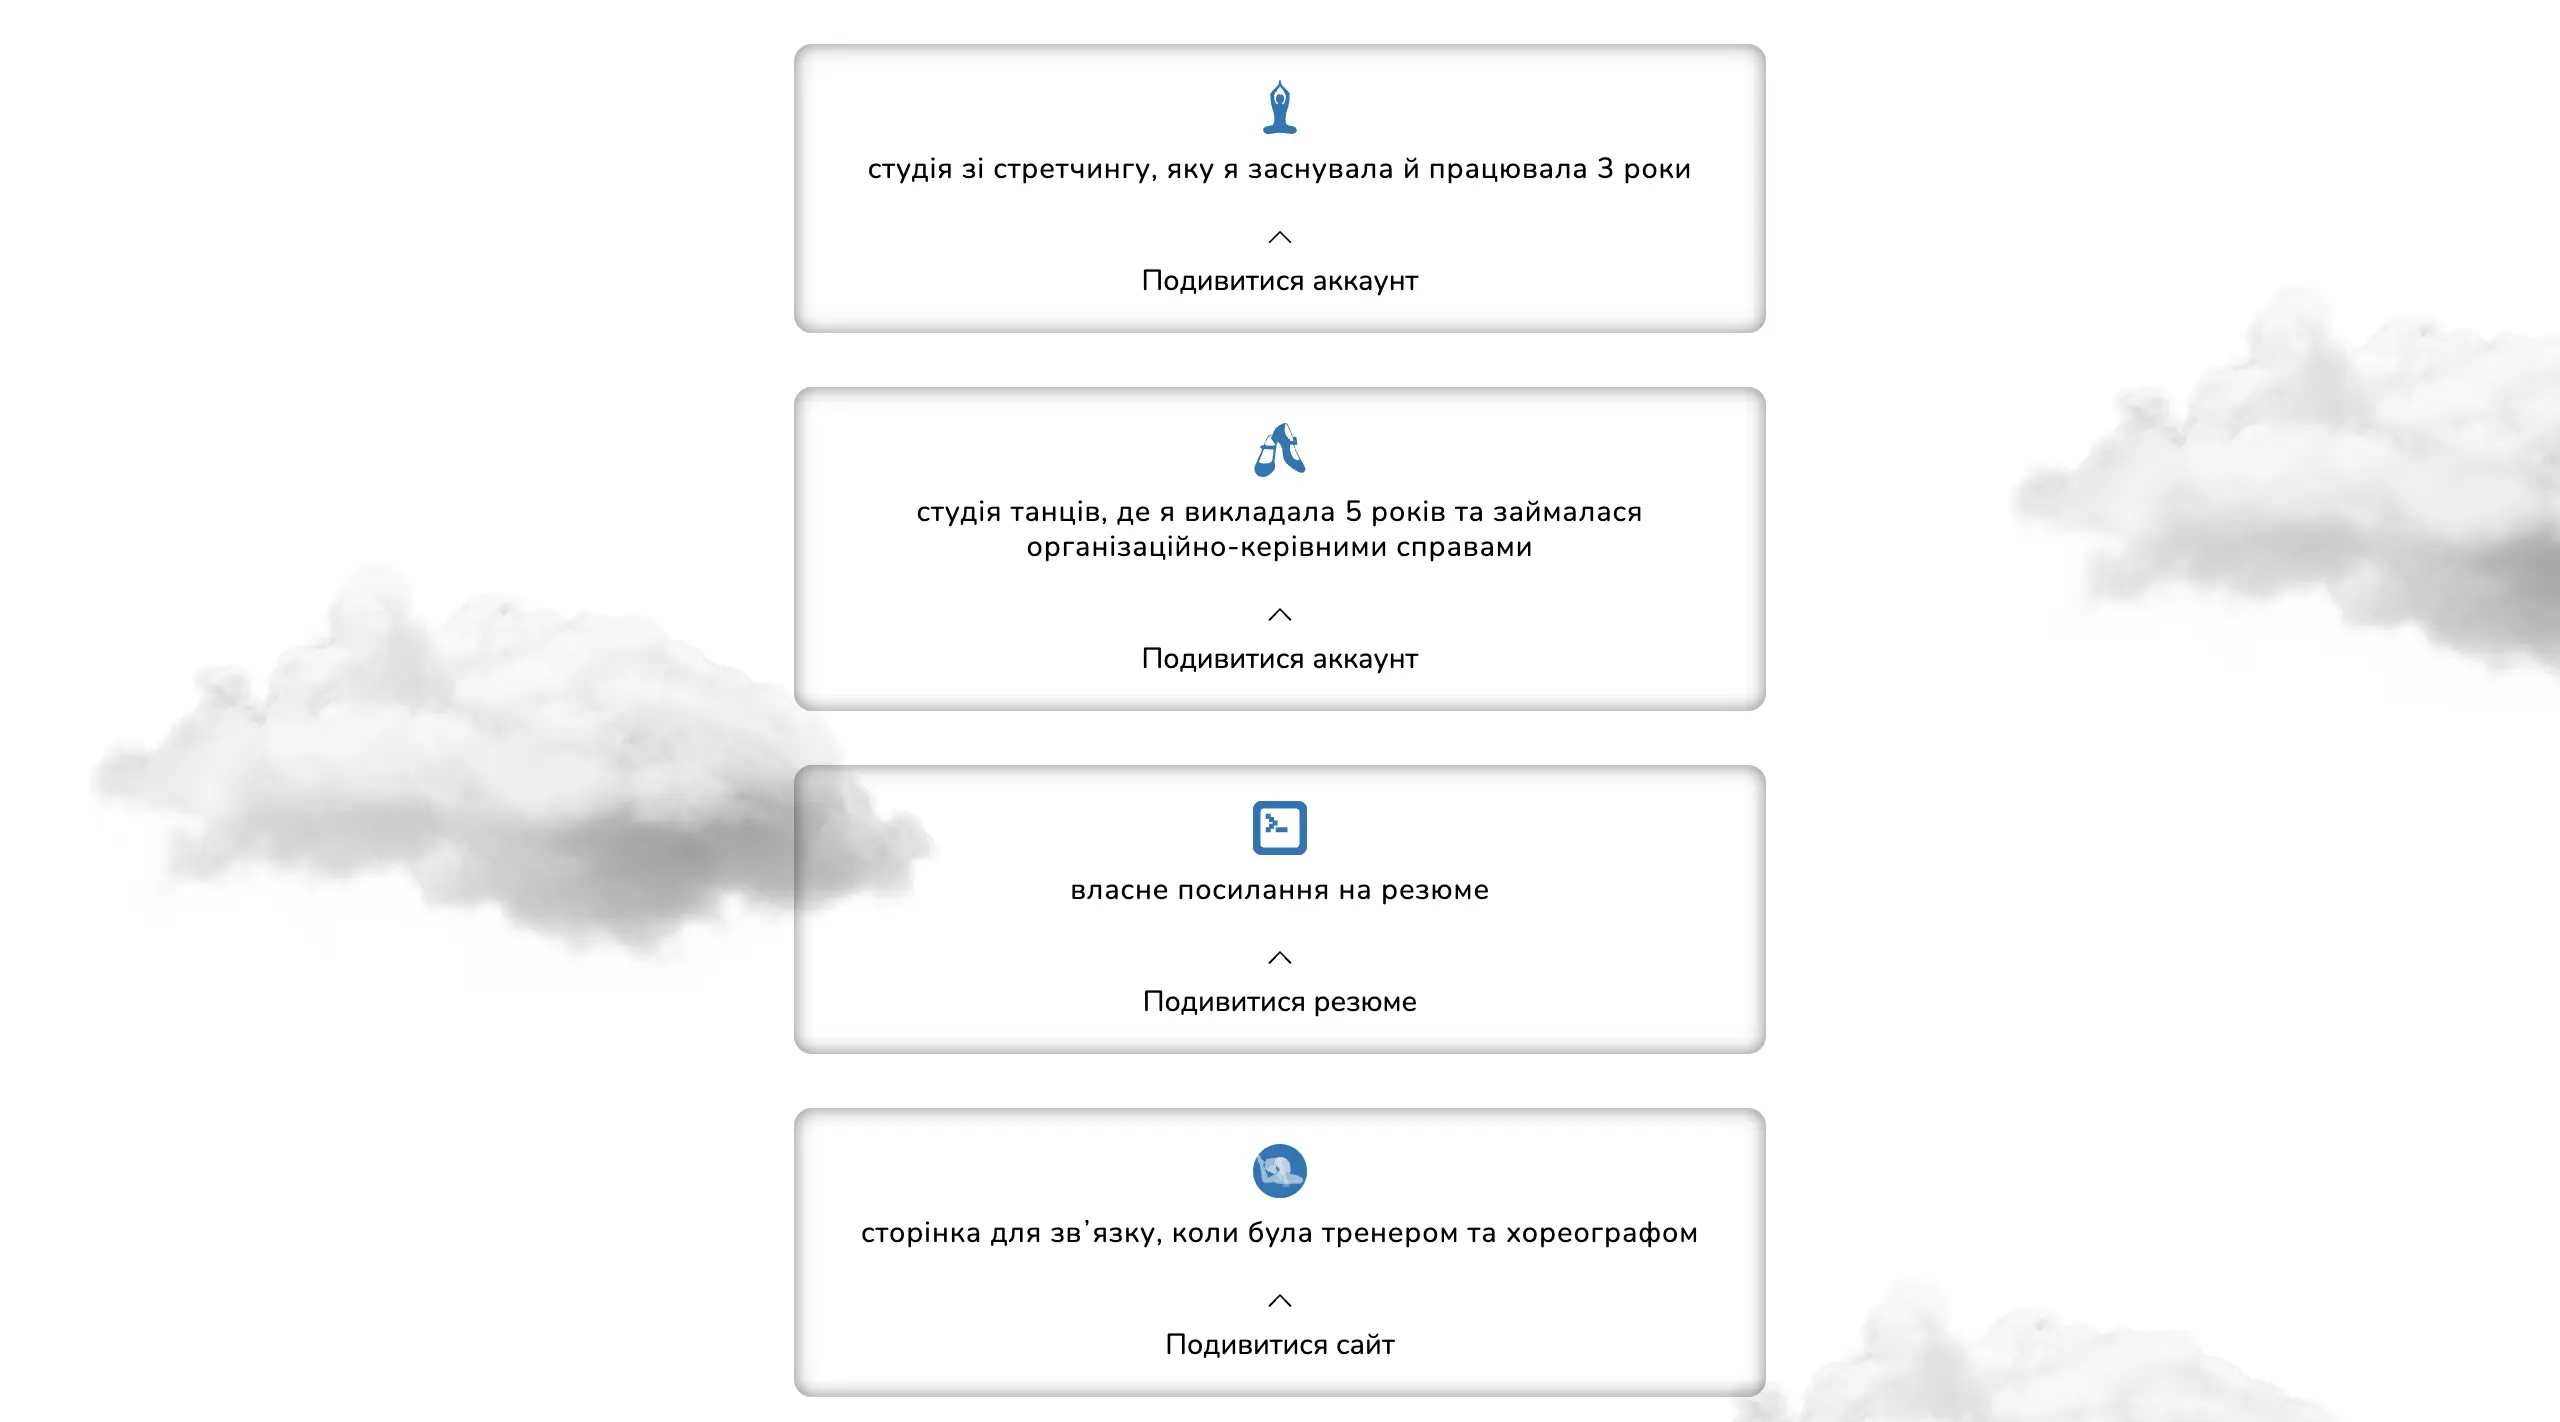 студія зі стретчингу, яку я заснувала й працювала 3 роки
Подивитися аккаунт
студія танців, де я викладала 5 років та займалася
організаційно-керівними справами
Подивитися аккаунт
власне посилання на резюме
Подивитися резюме
сторінка для зв’язку, коли була тренером та хореографом
Подивитися сайт